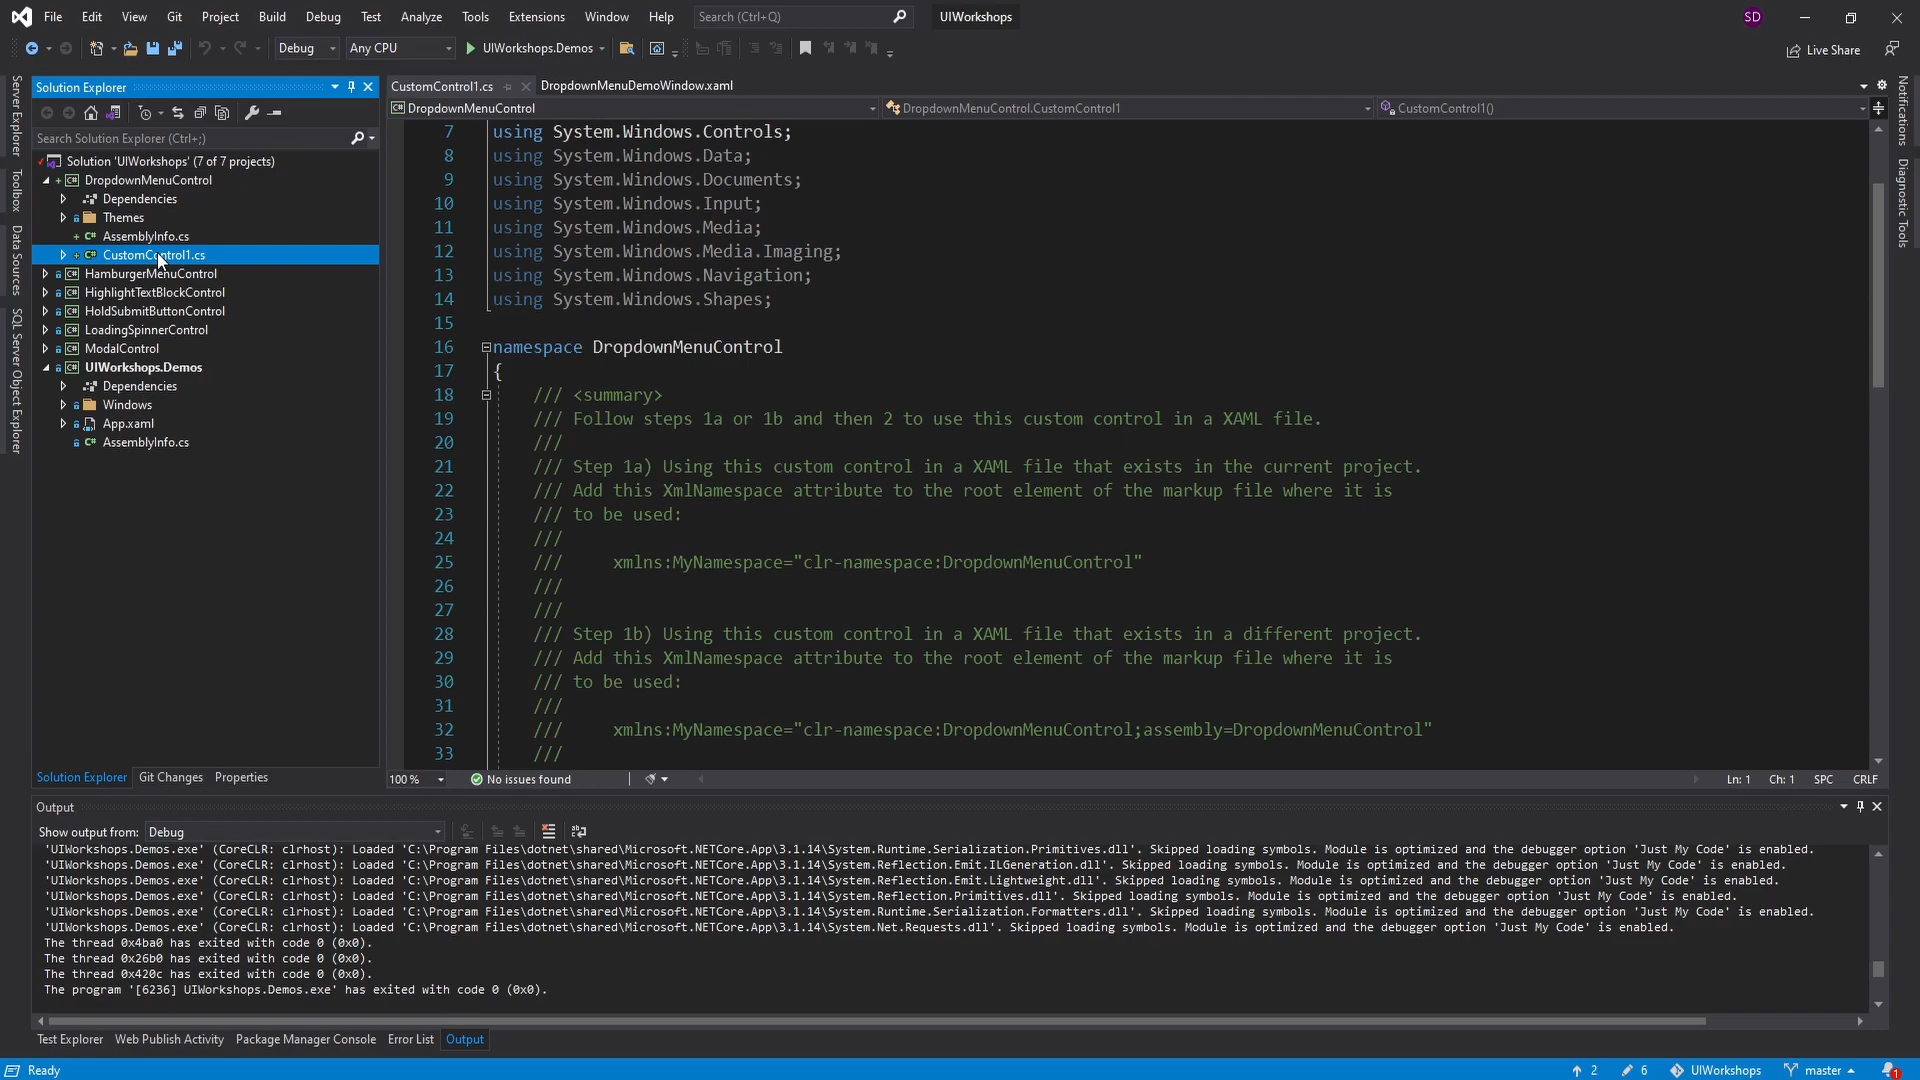 File Edit View Git Project Build Debug Test Analyze Tools Extensions Window Help Search (Ctrl+Q) UIWorkshops SD
Debug Any CPU UIWorkshops.Demos Live Share
Server Explorer
Toolbox
Data Sources
SQL Server Object Explorer
Solution Explorer
Search Solution Explorer (Ctrl+;)
Solution 'UIWorkshops' (7 of 7 projects)
DropdownMenuControl
Dependencies
Themes
AssemblyInfo.cs
CustomControl1.cs
HamburgerMenuControl
HighlightTextBlockControl
HoldSubmitButtonControl
LoadingSpinnerControl
ModalControl
UIWorkshops.Demos
Dependencies
Windows
App.xaml
AssemblyInfo.cs
Solution Explorer Git Changes Properties
CustomControl1.cs DropdownMenuDemoWindow.xaml
DropdownMenuControl DropdownMenuControl.CustomControl1 CustomControl1()
7 using System.Windows.Controls;
8 using System.Windows.Data;
9 using System.Windows.Documents;
10 using System.Windows.Input;
11 using System.Windows.Media;
12 using System.Windows.Media.Imaging;
13 using System.Windows.Navigation;
14 using System.Windows.Shapes;
15
16 namespace DropdownMenuControl
17 {
18 /// <summary>
19 /// Follow steps 1a or 1b and then 2 to use this custom control in a XAML file.
20 ///
21 /// Step 1a) Using this custom control in a XAML file that exists in the current project.
22 /// Add this XmlNamespace attribute to the root element of the markup file where it is
23 /// to be used:
24 ///
25 /// xmlns:MyNamespace="clr-namespace:DropdownMenuControl"
26 ///
27 ///
28 /// Step 1b) Using this custom control in a XAML file that exists in a different project.
29 /// Add this XmlNamespace attribute to the root element of the markup file where it is
30 /// to be used:
31 ///
32 /// xmlns:MyNamespace="clr-namespace:DropdownMenuControl;assembly=DropdownMenuControl"
33 ///
100 % No issues found Ln: 1 Ch: 1 SPC CRLF
Notifications
Diagnostic Tools
Output
Show output from: Debug
'UIWorkshops.Demos.exe' (CoreCLR: clrhost): Loaded 'C:\Program Files\dotnet\shared\Microsoft.NETCore.App\3.1.14\System.Runtime.Serialization.Primitives.dll'. Skipped loading symbols. Module is optimized and the debugger option 'Just My Code' is enabled.
'UIWorkshops.Demos.exe' (CoreCLR: clrhost): Loaded 'C:\Program Files\dotnet\shared\Microsoft.NETCore.App\3.1.14\System.Reflection.Emit.ILGeneration.dll'. Skipped loading symbols. Module is optimized and the debugger option 'Just My Code' is enabled.
'UIWorkshops.Demos.exe' (CoreCLR: clrhost): Loaded 'C:\Program Files\dotnet\shared\Microsoft.NETCore.App\3.1.14\System.Reflection.Emit.Lightweight.dll'. Skipped loading symbols. Module is optimized and the debugger option 'Just My Code' is enabled.
'UIWorkshops.Demos.exe' (CoreCLR: clrhost): Loaded 'C:\Program Files\dotnet\shared\Microsoft.NETCore.App\3.1.14\System.Reflection.Primitives.dll'. Skipped loading symbols. Module is optimized and the debugger option 'Just My Code' is enabled.
'UIWorkshops.Demos.exe' (CoreCLR: clrhost): Loaded 'C:\Program Files\dotnet\shared\Microsoft.NETCore.App\3.1.14\System.Runtime.Serialization.Formatters.dll'. Skipped loading symbols. Module is optimized and the debugger option 'Just My Code' is enabled.
'UIWorkshops.Demos.exe' (CoreCLR: clrhost): Loaded 'C:\Program Files\dotnet\shared\Microsoft.NETCore.App\3.1.14\System.Net.Requests.dll'. Skipped loading symbols. Module is optimized and the debugger option 'Just My Code' is enabled.
The thread 0x4ba0 has exited with code 0 (0x0).
The thread 0x26b0 has exited with code 0 (0x0).
The thread 0x420c has exited with code 0 (0x0).
The program '[6236] UIWorkshops.Demos.exe' has exited with code 0 (0x0).
Test Explorer Web Publish Activity Package Manager Console Error List Output
Ready 2 6 UIWorkshops master 1